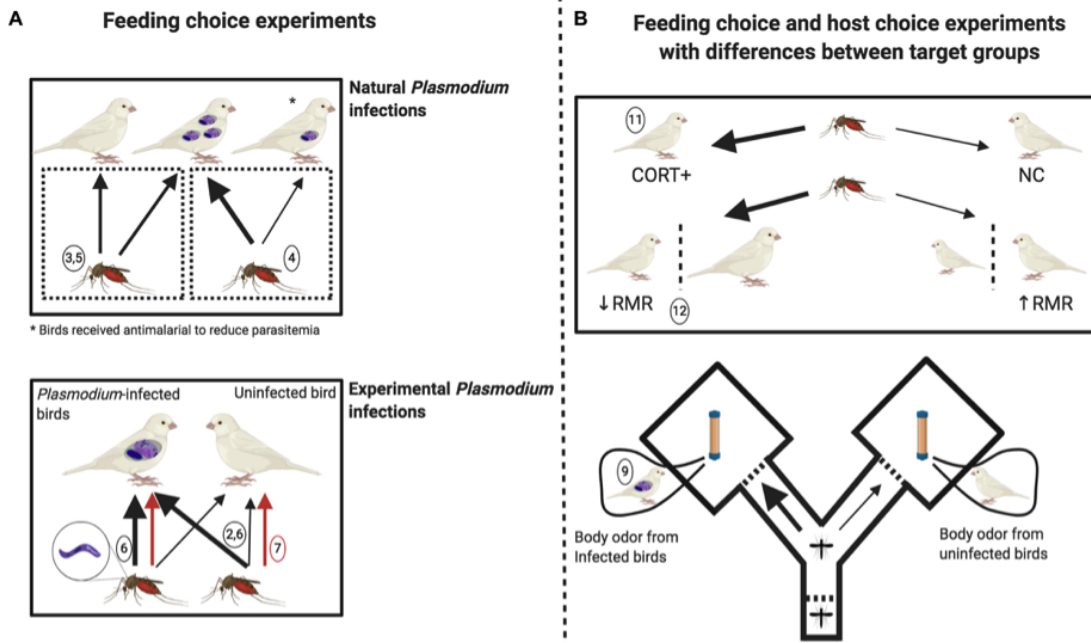 A
Feeding choice experiments
Natural Plasmodium
infections
*
3,5
4
* Birds received antimalarial to reduce parasitemia
Plasmodium-infected
birds
Uninfected bird
Experimental Plasmodium
infections
6
2,6
7
B
Feeding choice and host choice experiments
with differences between target groups
11
CORT+
NC
↓RMR
12
↑RMR
9
Body odor from
Infected birds
Body odor from
uninfected birds